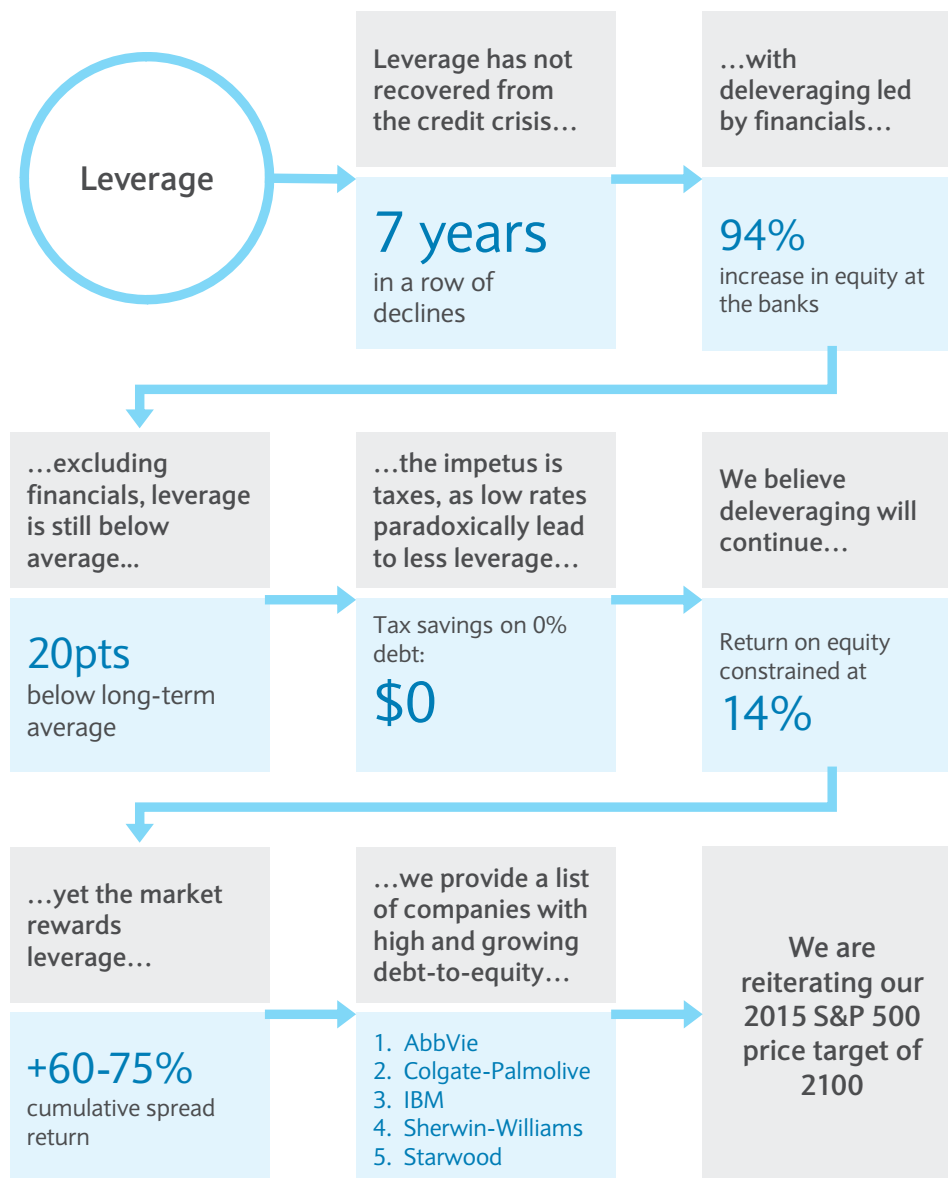 Leverage
Leverage has not
recovered from
the credit crisis…
7 years
in a row of
declines
…with
deleveraging led
by financials…
94%
increase in equity at
the banks
…excluding
financials, leverage
is still below
average...
20pts
below long-term
average
…the impetus is
taxes, as low rates
paradoxically lead
to less leverage…
Tax savings on 0%
debt:
$0
We believe
deleveraging will
continue…
Return on equity
constrained at
14%
…yet the market
rewards
leverage…
+60-75%
cumulative spread
return
…we provide a list
of companies with
high and growing
debt-to-equity…
1. AbbVie
2. Colgate-Palmolive
3. IBM
4. Sherwin-Williams
5. Starwood
We are
reiterating our
2015 S&P 500
price target of
2100